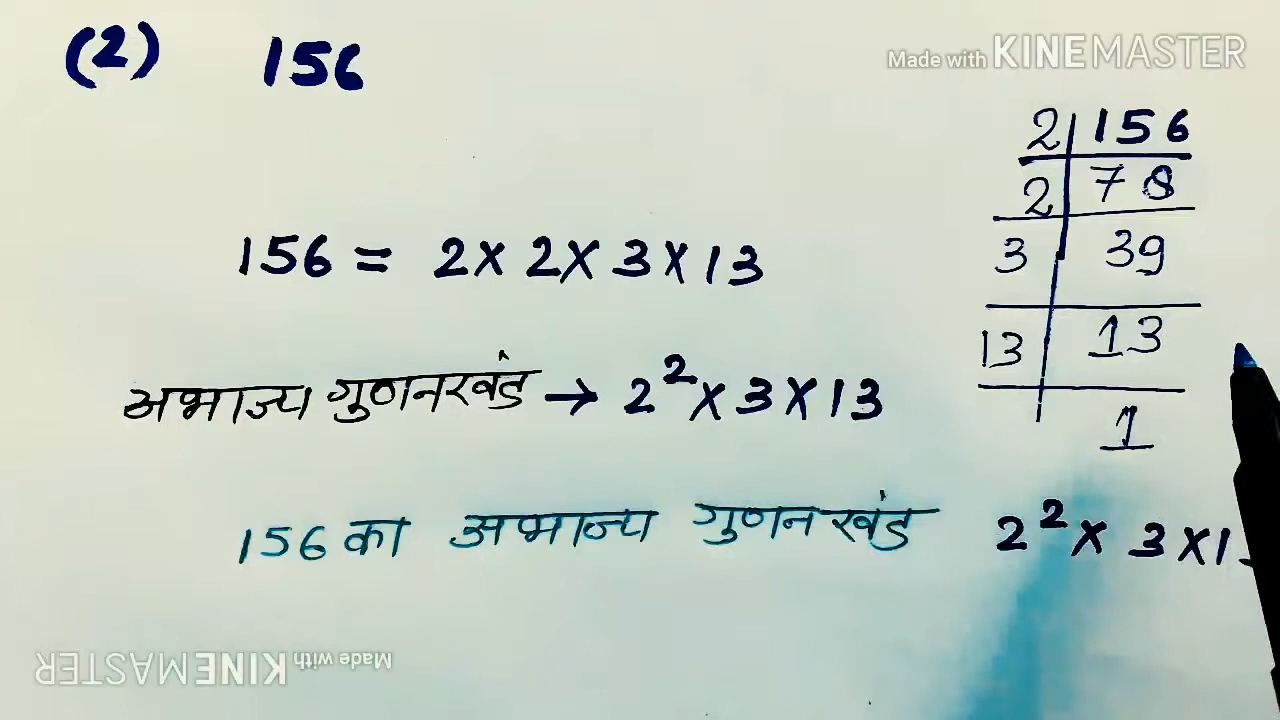 (2) 156
Made with KINEMASTER
2 | 156
2 | 78
3 | 39
13 | 13
1
156 = 2 × 2 × 3 × 13
अभाज्य गुणनखंड → 2² × 3 × 13
156 का अभाज्य गुणनखंड 2² × 3 × 1
Made with KINEMASTER